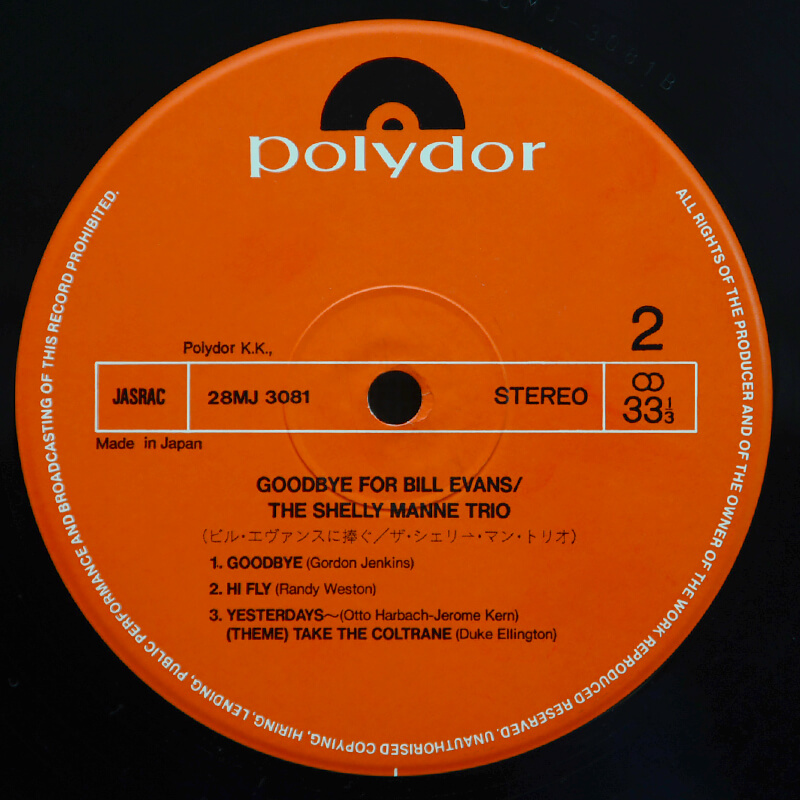 polydor
Polydor K.K.,
2
JASRAC
28MJ 3081
STEREO
33 1/3
Made in Japan
GOODBYE FOR BILL EVANS/
THE SHELLY MANNE TRIO
(ビル・エヴァンスに捧ぐ/ザ・シェリー・マン・トリオ)
1. GOODBYE (Gordon Jenkins)
2. HI FLY (Randy Weston)
3. YESTERDAYS~(Otto Harbach-Jerome Kern)
(THEME) TAKE THE COLTRANE (Duke Ellington)
ALL RIGHTS OF THE PRODUCER AND OF THE OWNER OF THE WORK REPRODUCED RESERVED. UNAUTHORISED COPYING, HIRING, LENDING, PUBLIC PERFORMANCE AND BROADCASTING OF THIS RECORD PROHIBITED.